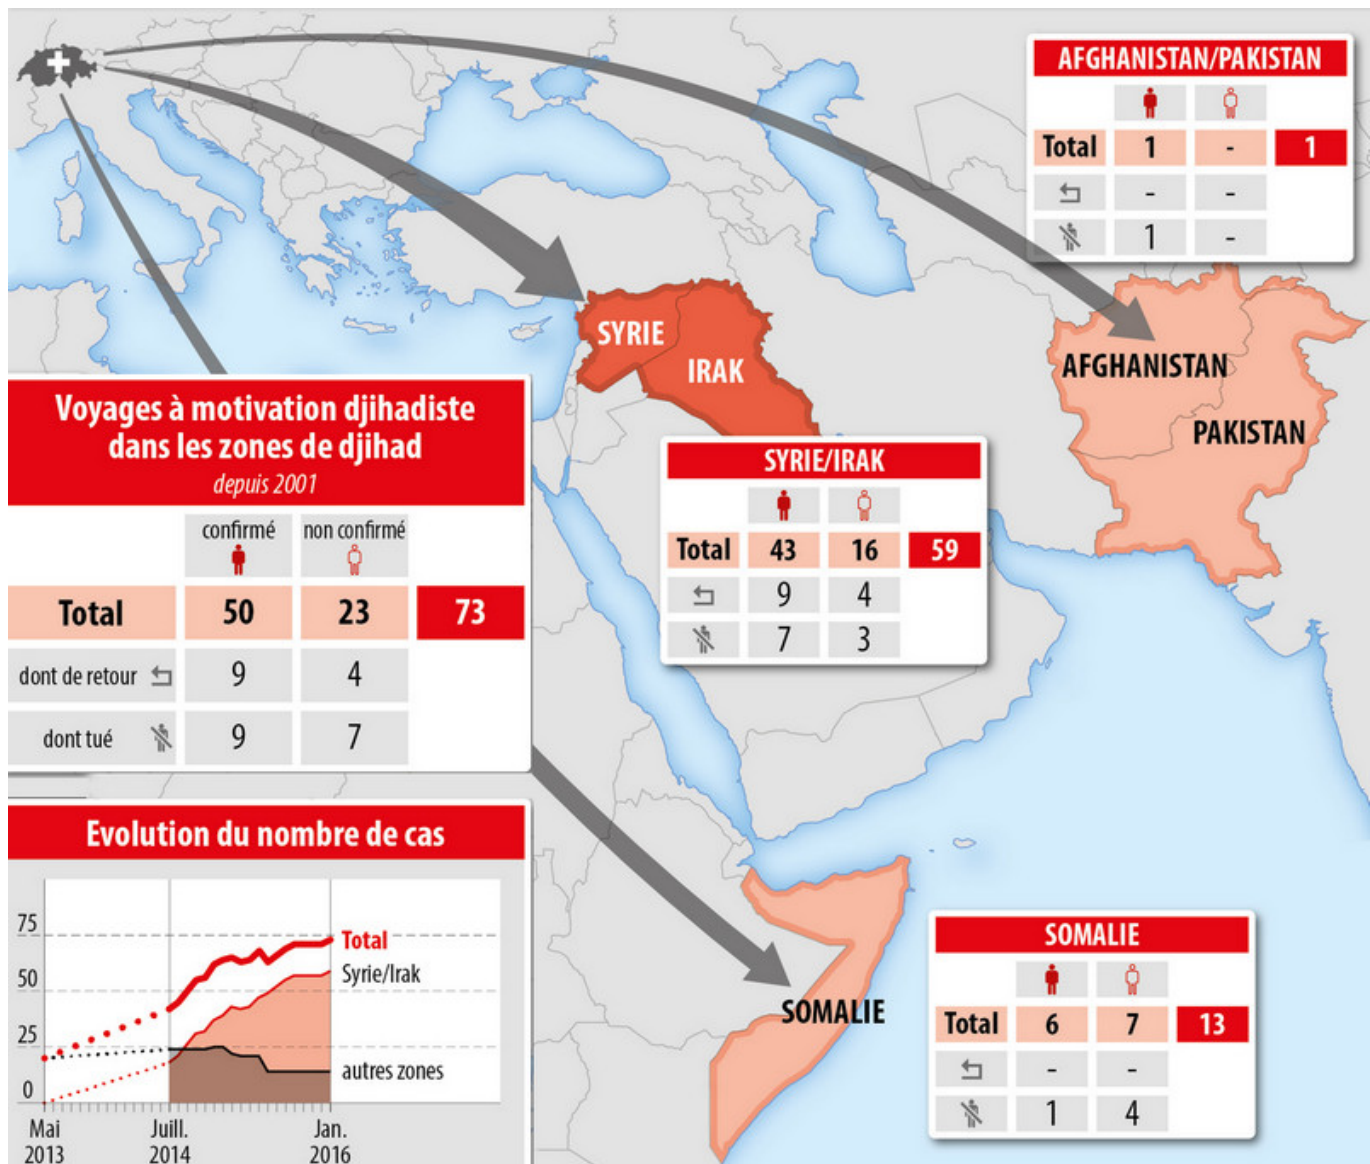 AFGHANISTAN/PAKISTAN
Total 1 - 1
- -
1 -
SYRIE
IRAK
AFGHANISTAN
PAKISTAN
Voyages à motivation djihadiste
dans les zones de djihad
depuis 2001
confirmé non confirmé
Total 50 23 73
dont de retour 9 4
dont tué 9 7
SYRIE/IRAK
Total 43 16 59
9 4
7 3
Evolution du nombre de cas
75
50
25
0
Total
Syrie/Irak
autres zones
Mai
2013
Juill.
2014
Jan.
2016
SOMALIE
SOMALIE
Total 6 7 13
- -
1 4